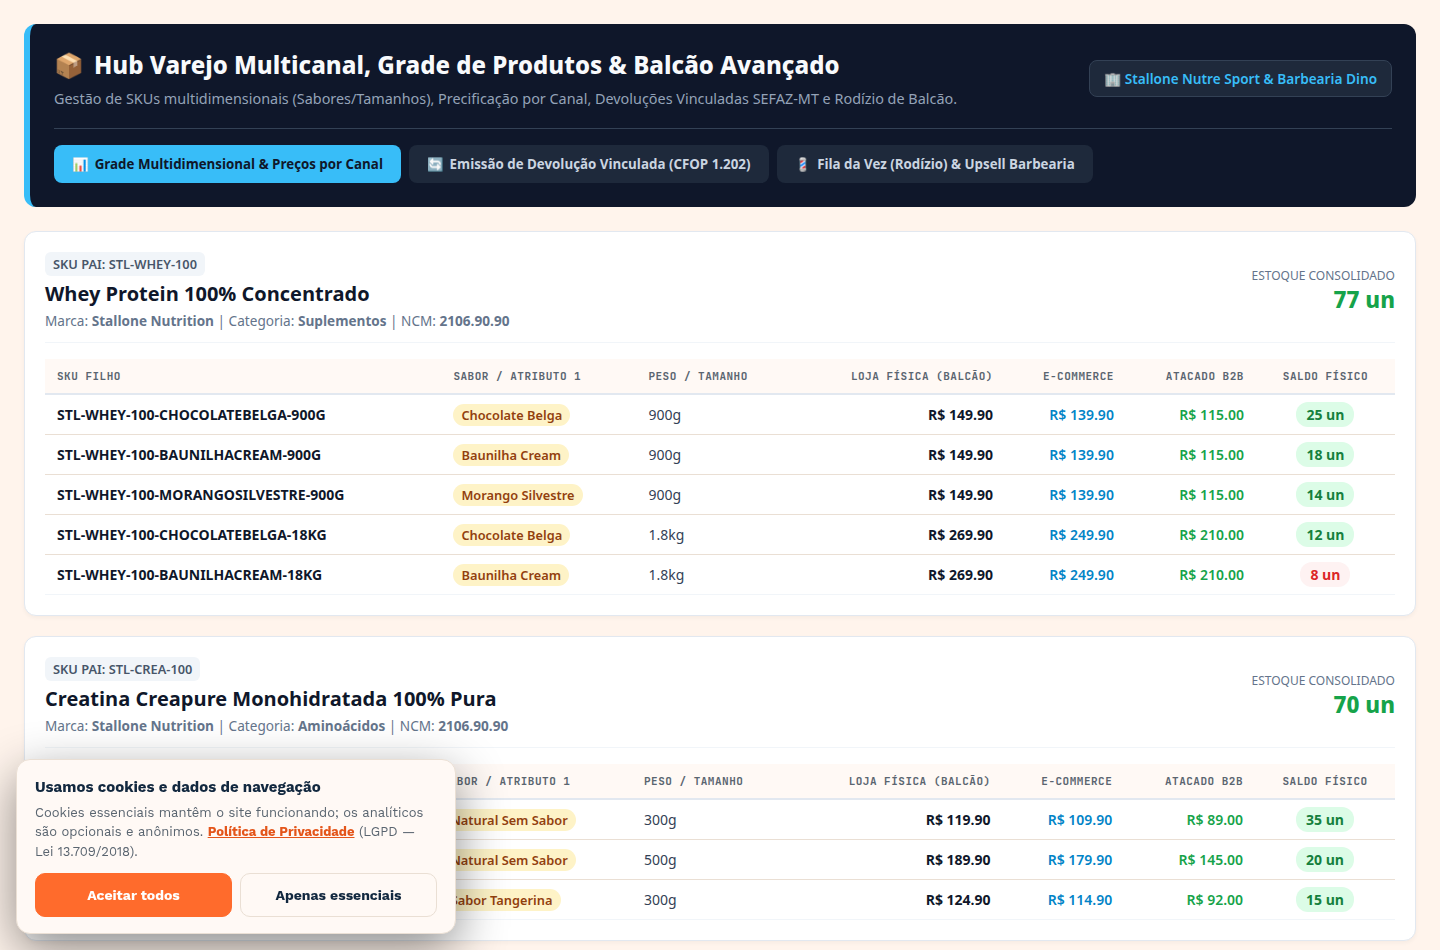 Hub Varejo Multicanal, Grade de Produtos & Balcão Avançado
Gestão de SKUs multidimensionais (Sabores/Tamanhos), Precificação por Canal, Devoluções Vinculadas SEFAZ-MT e Rodízio de Balcão.
Stallone Nutre Sport & Barbearia Dino
Grade Multidimensional & Preços por Canal
Emissão de Devolução Vinculada (CFOP 1.202)
Fila da Vez (Rodízio) & Upsell Barbearia
SKU PAI: STL-WHEY-100
Whey Protein 100% Concentrado
Marca: Stallone Nutrition | Categoria: Suplementos | NCM: 2106.90.90
ESTOQUE CONSOLIDADO
77 un
SKU FILHO SABOR / ATRIBUTO 1 PESO / TAMANHO LOJA FÍSICA (BALCÃO) E-COMMERCE ATACADO B2B SALDO FÍSICO
STL-WHEY-100-CHOCOLATEBELGA-900G Chocolate Belga 900g R$ 149.90 R$ 139.90 R$ 115.00 25 un
STL-WHEY-100-BAUNILHACREAM-900G Baunilha Cream 900g R$ 149.90 R$ 139.90 R$ 115.00 18 un
STL-WHEY-100-MORANGOSILVESTRE-900G Morango Silvestre 900g R$ 149.90 R$ 139.90 R$ 115.00 14 un
STL-WHEY-100-CHOCOLATEBELGA-18KG Chocolate Belga 1.8kg R$ 269.90 R$ 249.90 R$ 210.00 12 un
STL-WHEY-100-BAUNILHACREAM-18KG Baunilha Cream 1.8kg R$ 269.90 R$ 249.90 R$ 210.00 8 un
SKU PAI: STL-CREA-100
Creatina Creapure Monohidratada 100% Pura
Marca: Stallone Nutrition | Categoria: Aminoácidos | NCM: 2106.90.90
ESTOQUE CONSOLIDADO
70 un
BOR / ATRIBUTO 1 PESO / TAMANHO LOJA FÍSICA (BALCÃO) E-COMMERCE ATACADO B2B SALDO FÍSICO
Natural Sem Sabor 300g R$ 119.90 R$ 109.90 R$ 89.00 35 un
Natural Sem Sabor 500g R$ 189.90 R$ 179.90 R$ 145.00 20 un
Sabor Tangerina 300g R$ 124.90 R$ 114.90 R$ 92.00 15 un
Usamos cookies e dados de navegação
Cookies essenciais mantêm o site funcionando; os analíticos
são opcionais e anônimos. Política de Privacidade (LGPD —
Lei 13.709/2018).
Aceitar todos
Apenas essenciais